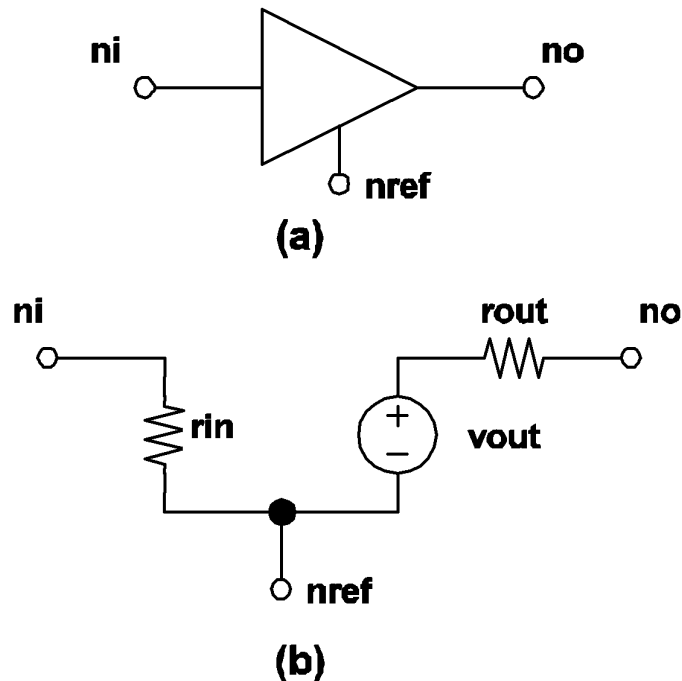 ni no
nref
(a)
ni rout no
rin
+
− vout
nref
(b)